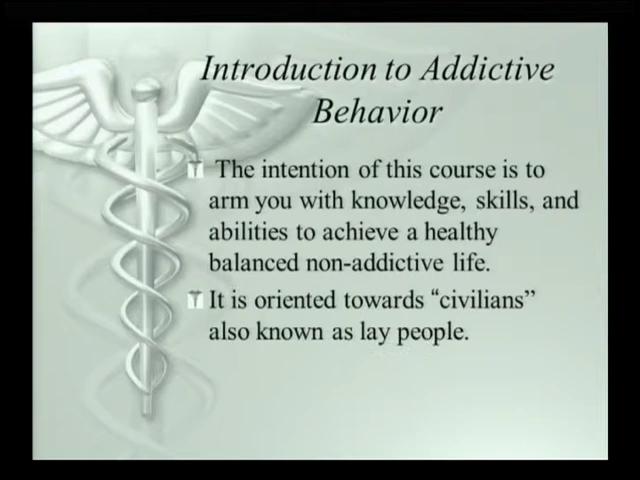 Introduction to Addictive
Behavior
The intention of this course is to
arm you with knowledge, skills, and
abilities to achieve a healthy
balanced non-addictive life.
It is oriented towards “civilians”
also known as lay people.